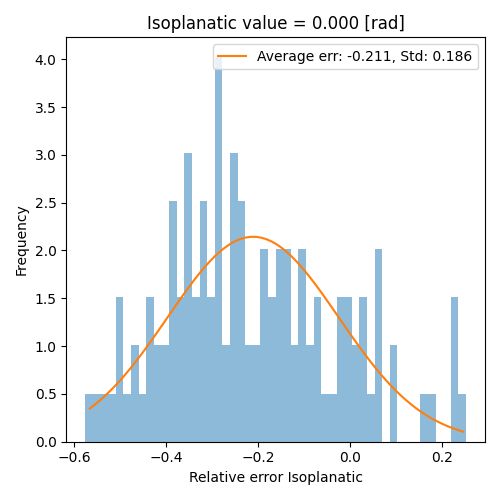 Isoplanatic value = 0.000 [rad]
Average err: -0.211, Std: 0.186
4.0
3.5
3.0
2.5
2.0
1.5
1.0
0.5
0.0
Frequency
−0.6 −0.4 −0.2 0.0 0.2
Relative error Isoplanatic